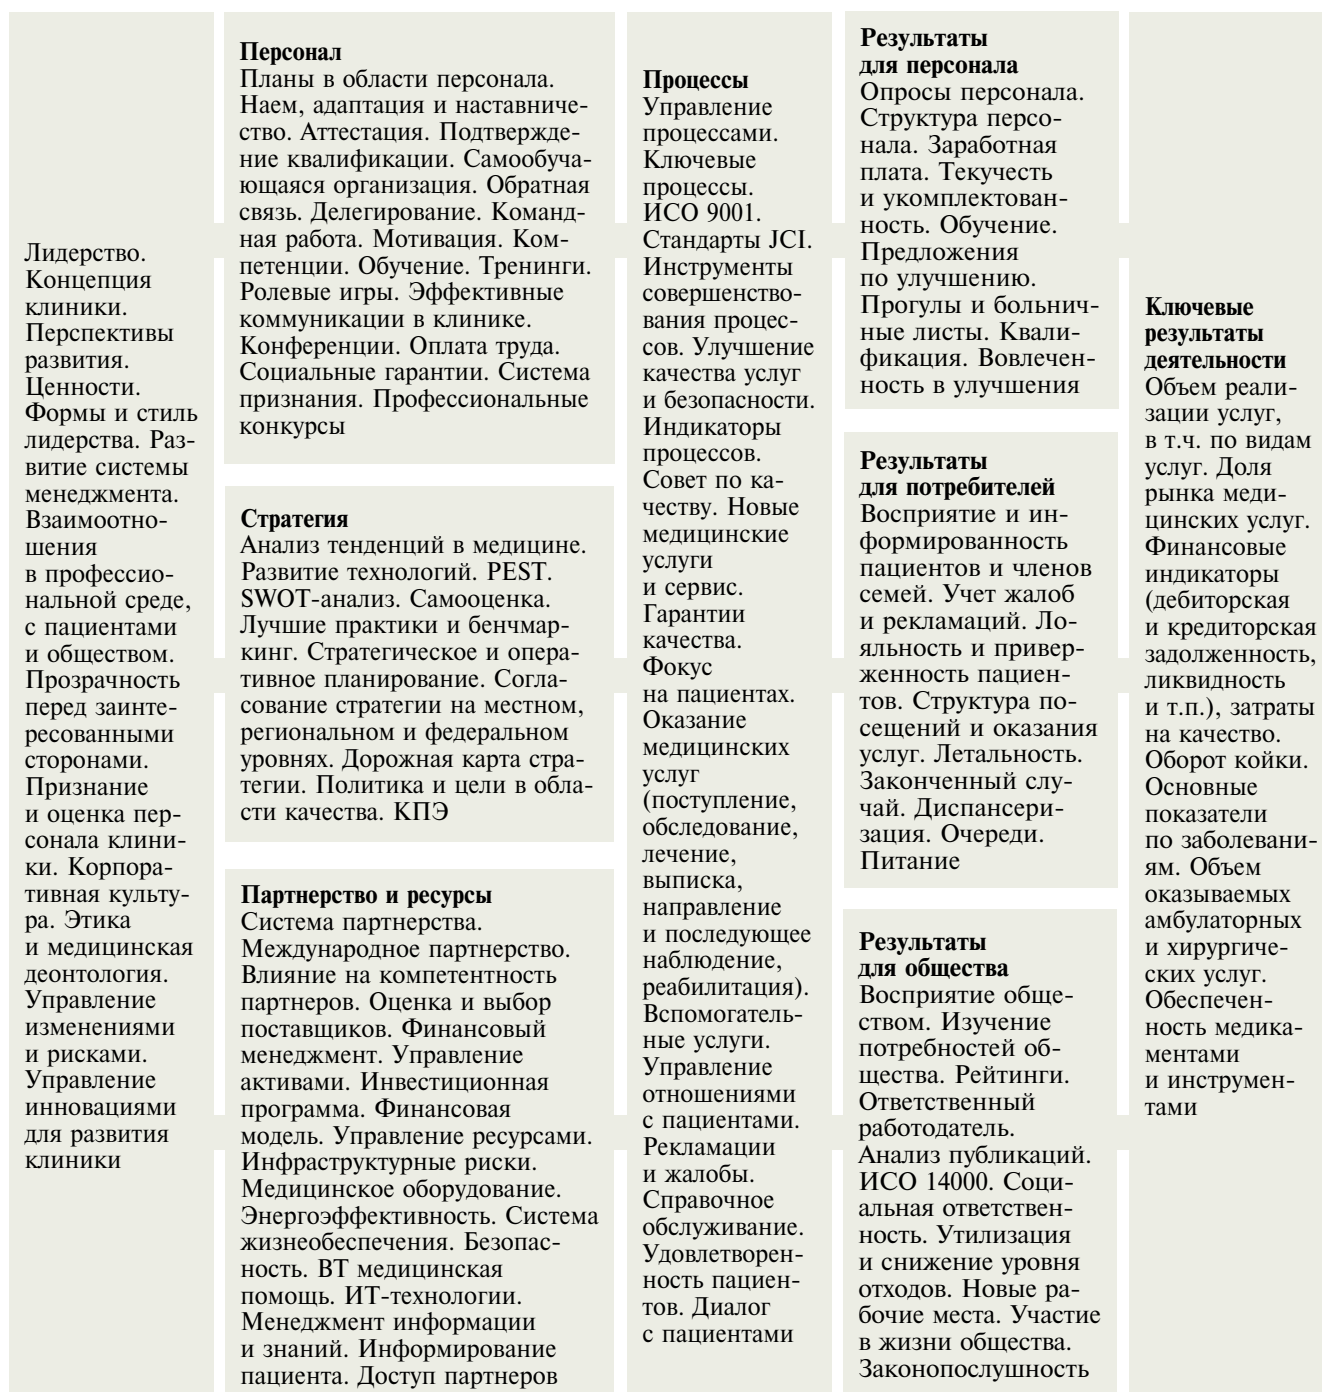 Лидерство.
Концепция
клиники.
Перспективы
развития.
Ценности.
Формы и стиль
лидерства. Раз-
витие системы
менеджмента.
Взаимоотно-
шения
в профессио-
нальной среде,
с пациентами
и обществом.
Прозрачность
перед заинте-
ресованными
сторонами.
Признание
и оценка пер-
сонала клини-
ки. Корпора-
тивная культу-
ра. Этика
и медицинская
деонтология.
Управление
изменениями
и рисками.
Управление
инновациями
для развития
клиники
Персонал
Планы в области персонала.
Наем, адаптация и наставниче-
ство. Аттестация. Подтвержде-
ние квалификации. Самообуча-
ющаяся организация. Обратная
связь. Делегирование. Команд-
ная работа. Мотивация. Ком-
петенции. Обучение. Тренинги.
Ролевые игры. Эффективные
коммуникации в клинике.
Конференции. Оплата труда.
Социальные гарантии. Система
признания. Профессиональные
конкурсы
Стратегия
Анализ тенденций в медицине.
Развитие технологий. PEST.
SWOT-анализ. Самооценка.
Лучшие практики и бенчмар-
кинг. Стратегическое и опера-
тивное планирование. Согла-
сование стратегии на местном,
региональном и федеральном
уровнях. Дорожная карта стра-
тегии. Политика и цели в обла-
сти качества. КПЭ
Партнерство и ресурсы
Система партнерства.
Международное партнерство.
Влияние на компетентность
партнеров. Оценка и выбор
поставщиков. Финансовый
менеджмент. Управление
активами. Инвестиционная
программа. Финансовая
модель. Управление ресурсами.
Инфраструктурные риски.
Медицинское оборудование.
Энергоэффективность. Система
жизнеобеспечения. Безопас-
ность. ВТ медицинская
помощь. ИТ-технологии.
Менеджмент информации
и знаний. Информирование
пациента. Доступ партнеров
Процессы
Управление
процессами.
Ключевые
процессы.
ИСО 9001.
Стандарты JCI.
Инструменты
совершенство-
вания процес-
сов. Улучшение
качества услуг
и безопасности.
Индикаторы
процессов.
Совет по ка-
честву. Новые
медицинские
услуги
и сервис.
Гарантии
качества.
Фокус
на пациентах.
Оказание
медицинских
услуг
(поступление,
обследование,
лечение,
выписка,
направление
и последующее
наблюдение,
реабилитация).
Вспомогатель-
ные услуги.
Управление
отношениями
с пациентами.
Рекламации
и жалобы.
Справочное
обслуживание.
Удовлетворен-
ность пациен-
тов. Диалог
с пациентами
Результаты
для персонала
Опросы персонала.
Структура персо-
нала. Заработная
плата. Текучесть
и укомплектован-
ность. Обучение.
Предложения
по улучшению.
Прогулы и больнич-
ные листы. Квали-
фикация. Вовлечен-
ность в улучшения
Результаты
для потребителей
Восприятие и ин-
формированность
пациентов и членов
семей. Учет жалоб
и рекламаций. Ло-
яльность и привер-
женность пациен-
тов. Структура по-
сещений и оказания
услуг. Летальность.
Законченный слу-
чай. Диспансери-
зация. Очереди.
Питание
Результаты
для общества
Восприятие обще-
ством. Изучение
потребностей об-
щества. Рейтинги.
Ответственный
работодатель.
Анализ публикаций.
ИСО 14000. Соци-
альная ответствен-
ность. Утилизация
и снижение уровня
отходов. Новые ра-
бочие места. Участие
в жизни общества.
Законопослушность
Ключевые
результаты
деятельности
Объем реали-
зации услуг,
в т.ч. по видам
услуг. Доля
рынка меди-
цинских услуг.
Финансовые
индикаторы
(дебиторская
и кредиторская
задолженность,
ликвидность
и т.п.), затраты
на качество.
Оборот койки.
Основные
показатели
по заболевани-
ям. Объем
оказываемых
амбулаторных
и хирургиче-
ских услуг.
Обеспечен-
ность медика-
ментами
и инструмен-
тами